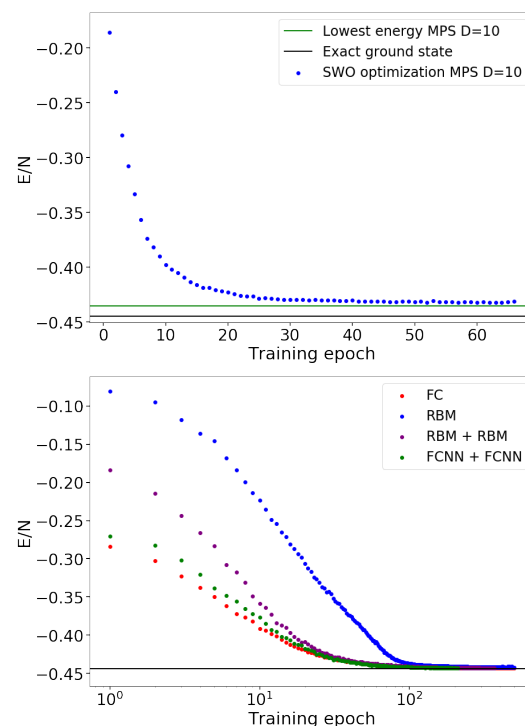 Lowest energy MPS D=10
Exact ground state
SWO optimization MPS D=10
−0.20
−0.25
−0.30
−0.35
−0.40
−0.45
E/N
0 10 20 30 40 50 60
Training epoch
FC
RBM
RBM + RBM
FCNN + FCNN
−0.10
−0.15
−0.20
−0.25
−0.30
−0.35
−0.40
−0.45
E/N
10⁰ 10¹ 10²
Training epoch